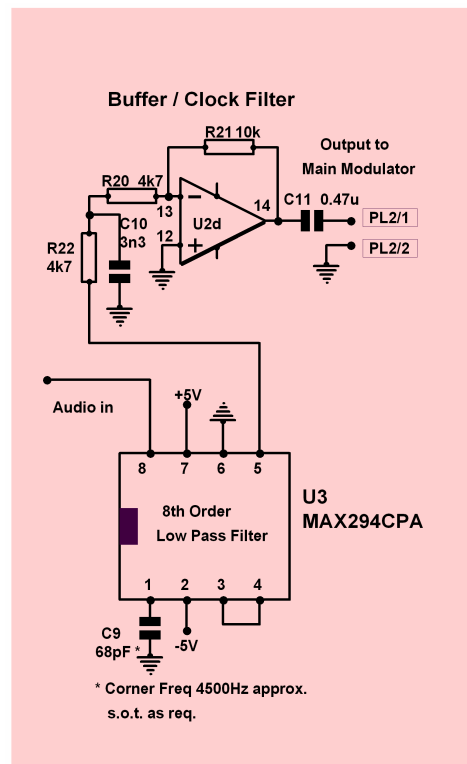 Buffer / Clock Filter
R21 10k
Output to
Main Modulator
R20 4k7
C11 0.47u
14
13
U2d
PL2/1
C10
3n3
12
PL2/2
R22
4k7
+5V
Audio in
8 7 6 5
U3
MAX294CPA
8th Order
Low Pass Filter
1 2 3 4
C9
68pF *
-5V
* Corner Freq 4500Hz approx.
s.o.t. as req.